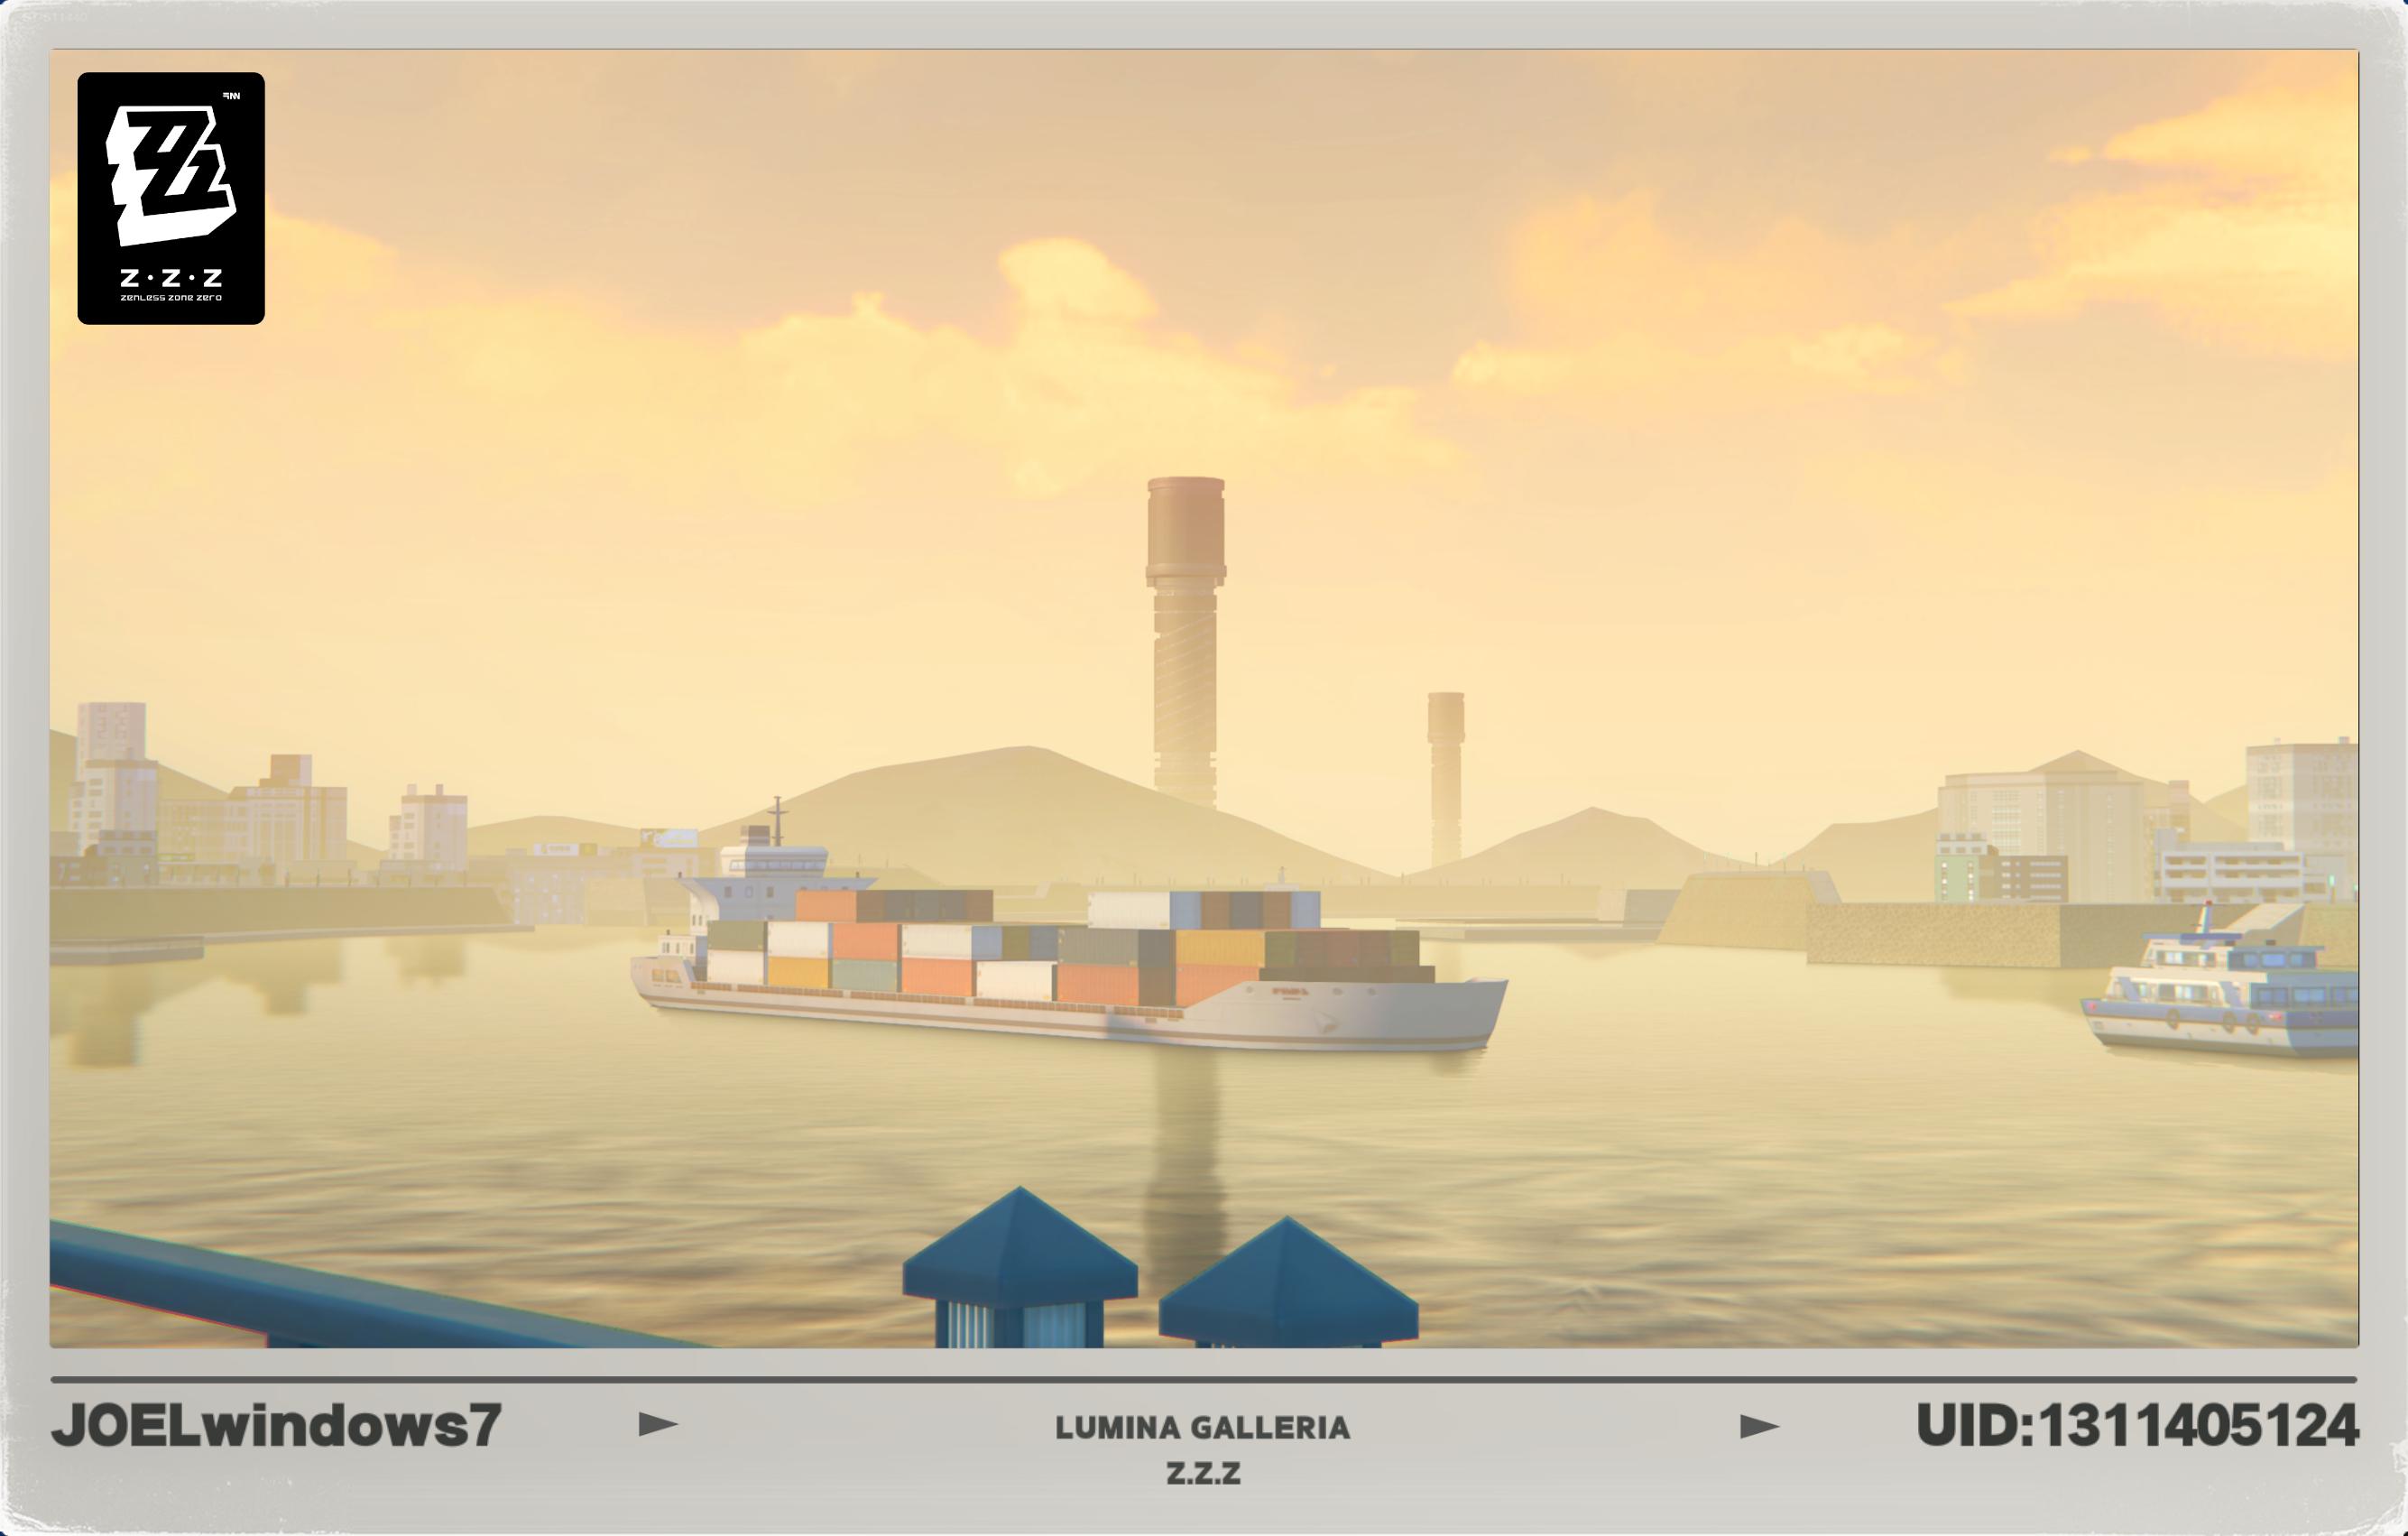 Z·Z·Z
ZENLESS ZONE ZERO
JOELwindows7
LUMINA GALLERIA
Z.Z.Z
UID:1311405124